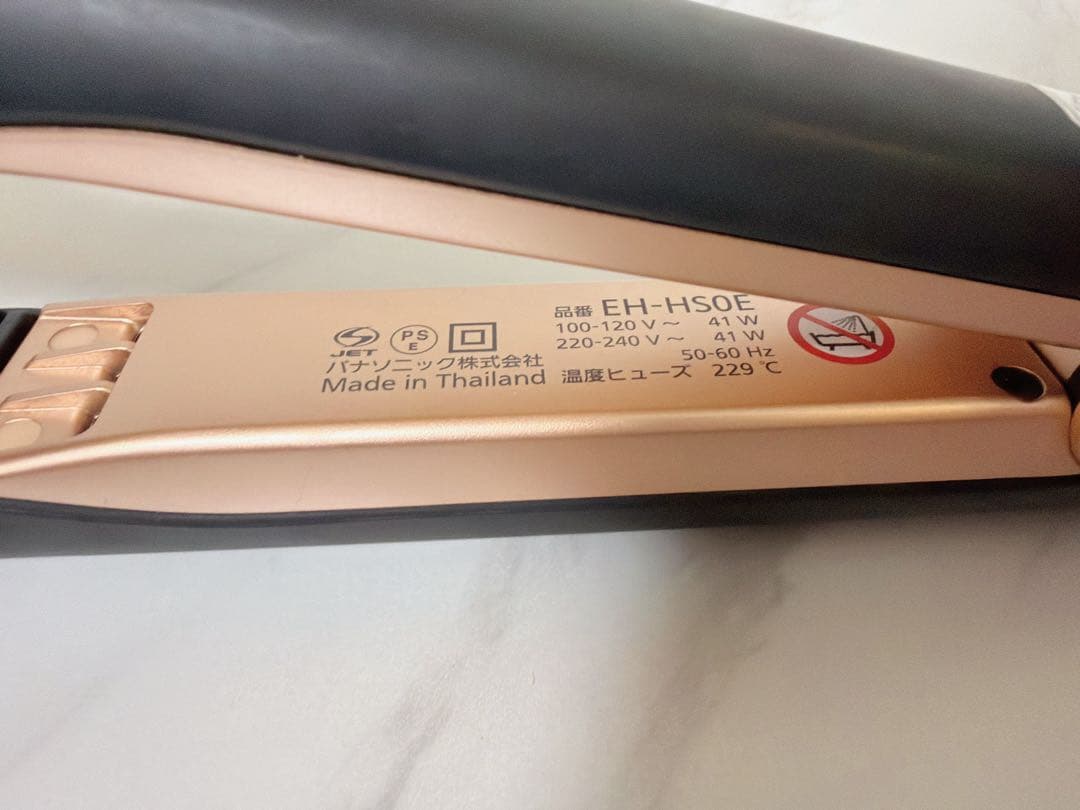 品番 EH-HS0E
100-120 V～ 41 W
220-240 V～ 41 W
50-60 Hz
温度ヒューズ 229 ℃
S
JET
PS
E
パナソニック株式会社
Made in Thailand